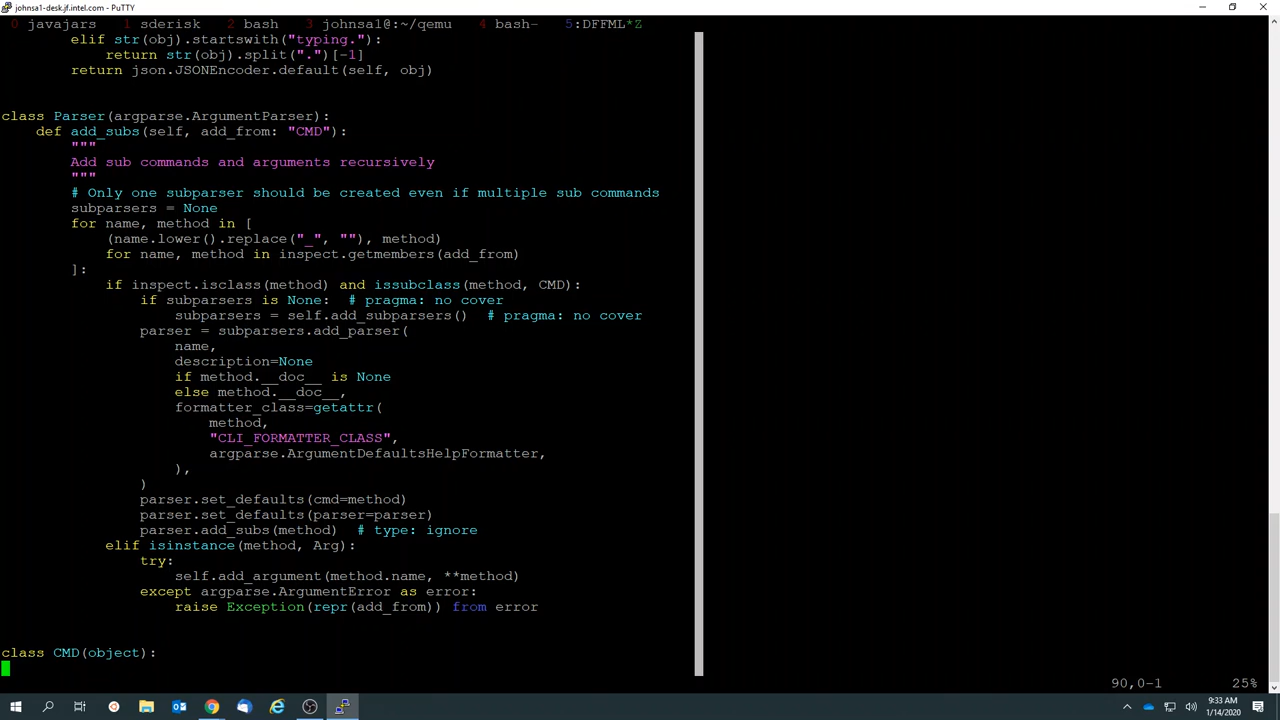 johnsa1-desk.jf.intel.com - PuTTY
0 javajars  1 sderisk  2 bash  3 johnsa1@:~/qemu  4 bash-  5:DFFML*Z
        elif str(obj).startswith("typing."):
            return str(obj).split(".")[-1]
        return json.JSONEncoder.default(self, obj)
class Parser(argparse.ArgumentParser):
    def add_subs(self, add_from: "CMD"):
        """
        Add sub commands and arguments recursively
        """
        # Only one subparser should be created even if multiple sub commands
        subparsers = None
        for name, method in [
            (name.lower().replace("_", ""), method)
            for name, method in inspect.getmembers(add_from)
        ]:
            if inspect.isclass(method) and issubclass(method, CMD):
                if subparsers is None:  # pragma: no cover
                    subparsers = self.add_subparsers()  # pragma: no cover
                parser = subparsers.add_parser(
                    name,
                    description=None
                    if method.__doc__ is None
                    else method.__doc__,
                    formatter_class=getattr(
                        method,
                        "CLI_FORMATTER_CLASS",
                        argparse.ArgumentDefaultsHelpFormatter,
                    ),
                )
                parser.set_defaults(cmd=method)
                parser.set_defaults(parser=parser)
                parser.add_subs(method)  # type: ignore
            elif isinstance(method, Arg):
                try:
                    self.add_argument(method.name, **method)
                except argparse.ArgumentError as error:
                    raise Exception(repr(add_from)) from error
class CMD(object):
90,0-1        25%
9:33 AM
1/14/2020